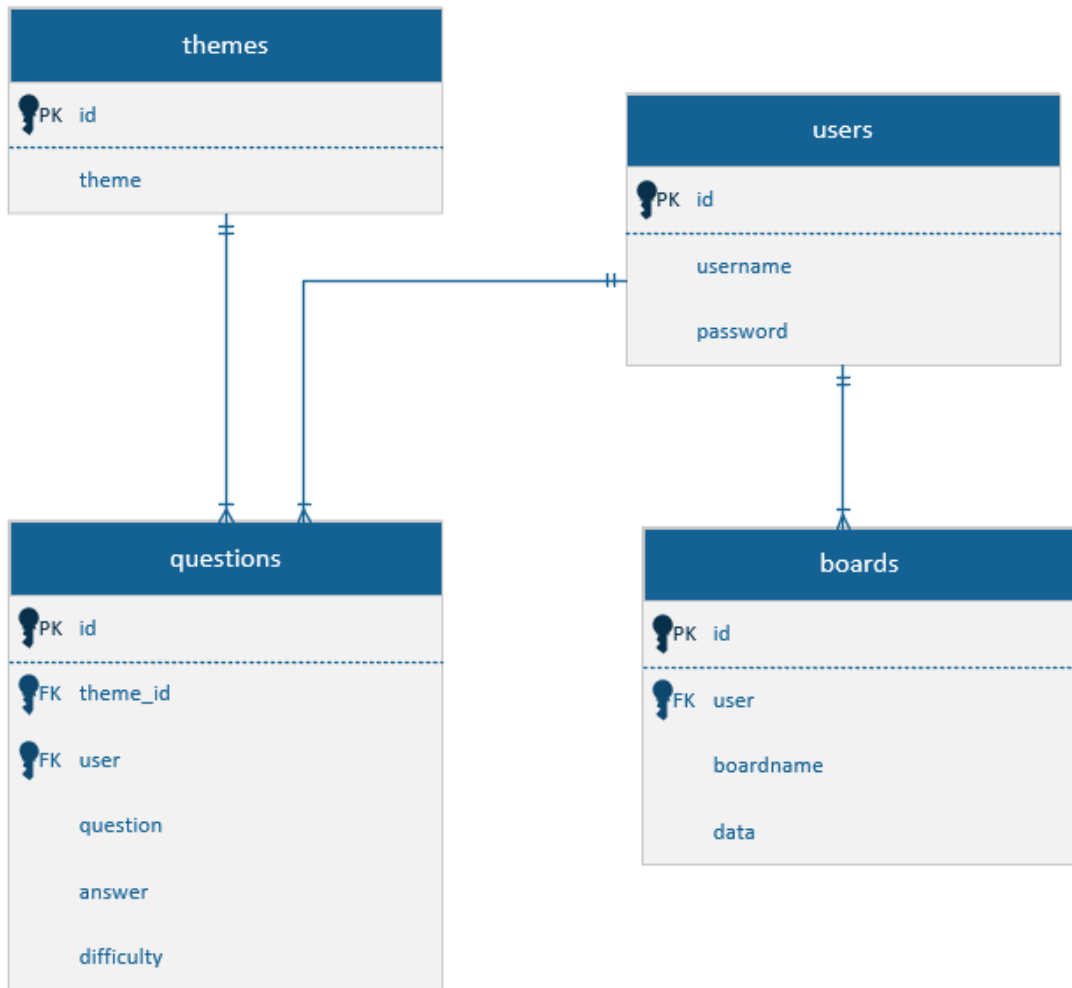 themes
PK id
theme
users
PK id
username
password
questions
PK id
FK theme_id
FK user
question
answer
difficulty
boards
PK id
FK user
boardname
data